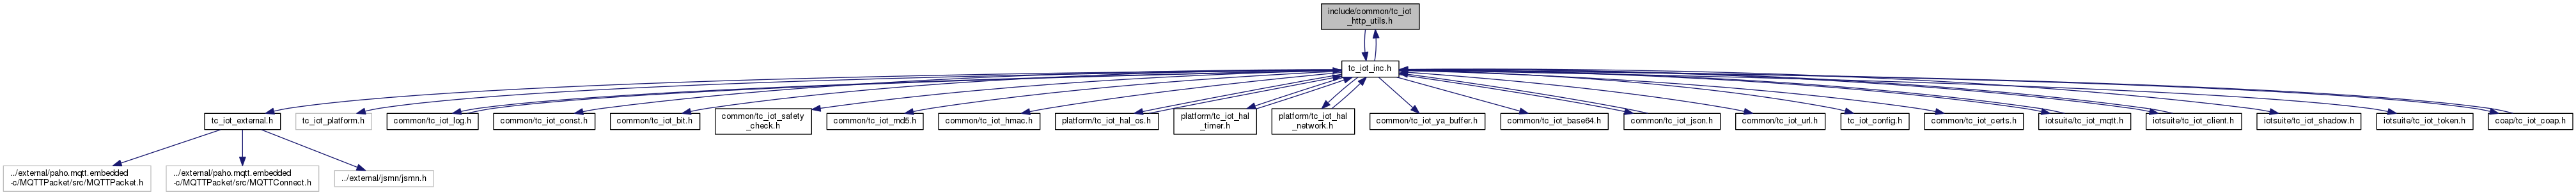 include/common/tc_iot
_http_utils.h
tc_iot_inc.h
tc_iot_external.h
tc_iot_platform.h
common/tc_iot_log.h
common/tc_iot_const.h
common/tc_iot_bit.h
common/tc_iot_safety
_check.h
common/tc_iot_md5.h
common/tc_iot_hmac.h
platform/tc_iot_hal_os.h
platform/tc_iot_hal
_timer.h
platform/tc_iot_hal
_network.h
common/tc_iot_ya_buffer.h
common/tc_iot_base64.h
common/tc_iot_json.h
common/tc_iot_url.h
tc_iot_config.h
common/tc_iot_certs.h
iotsuite/tc_iot_mqtt.h
iotsuite/tc_iot_client.h
iotsuite/tc_iot_shadow.h
iotsuite/tc_iot_token.h
coap/tc_iot_coap.h
../external/paho.mqtt.embedded
-c/MQTTPacket/src/MQTTPacket.h
../external/paho.mqtt.embedded
-c/MQTTPacket/src/MQTTConnect.h
../external/jsmn/jsmn.h